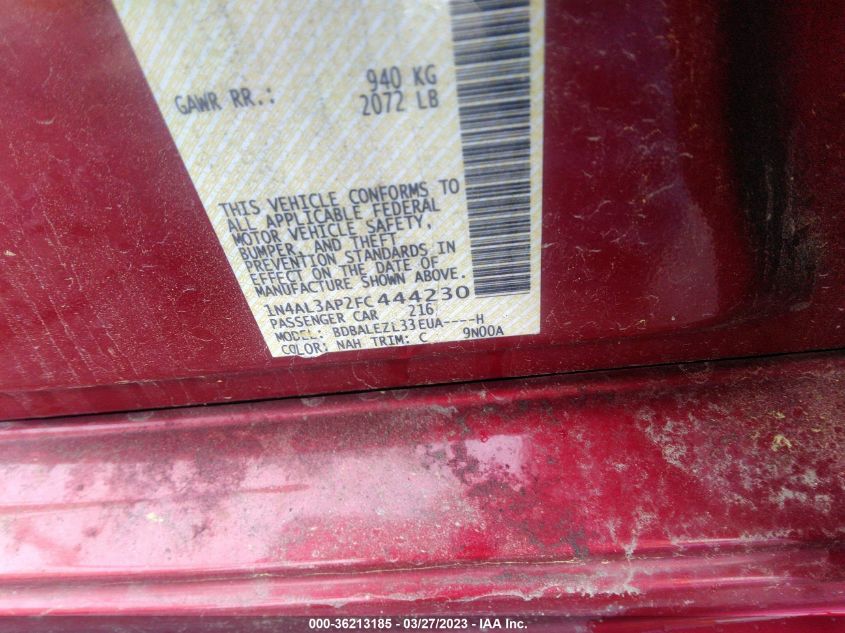 GAWR RR.: 940 KG
2072 LB
THIS VEHICLE CONFORMS TO
ALL APPLICABLE FEDERAL
MOTOR VEHICLE SAFETY,
BUMPER, AND THEFT
PREVENTION STANDARDS IN
EFFECT ON THE DATE OF
MANUFACTURE SHOWN ABOVE.
1N4AL3AP2FC444230
PASSENGER CAR 216
MODEL: BDBALEZL33EUA----H
COLOR: NAH TRIM: C 9N00A
000-36213185 - 03/27/2023 - IAA Inc.